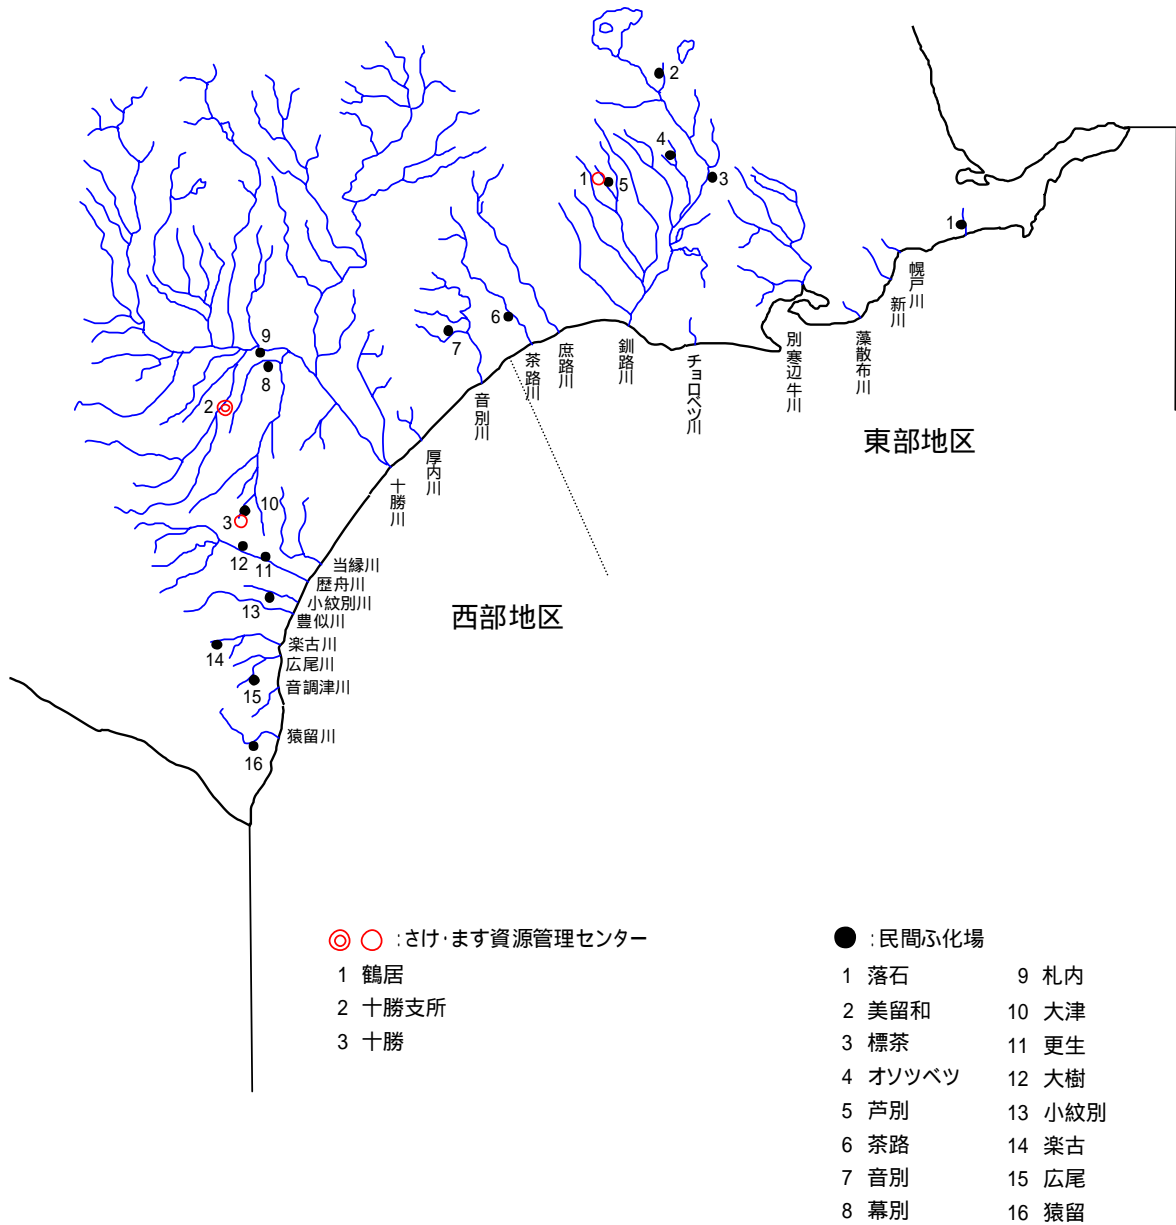 2
4
1
5
3
1
幌戸川
新川
藻散布川
別寒辺牛川
チョロベツ川
釧路川
庶路川
茶路川
音別川
厚内川
十勝川
6
7
9
8
2
東部地区
10
3
12
11
13
14
15
16
当縁川
歴舟川
小紋別川
豊似川
楽古川
広尾川
音調津川
猿留川
西部地区
:さけ・ます資源管理センター
1 鶴居
2 十勝支所
3 十勝
:民間ふ化場
1 落石
2 美留和
3 標茶
4 オソツベツ
5 芦別
6 茶路
7 音別
8 幕別
9 札内
10 大津
11 更生
12 大樹
13 小紋別
14 楽古
15 広尾
16 猿留